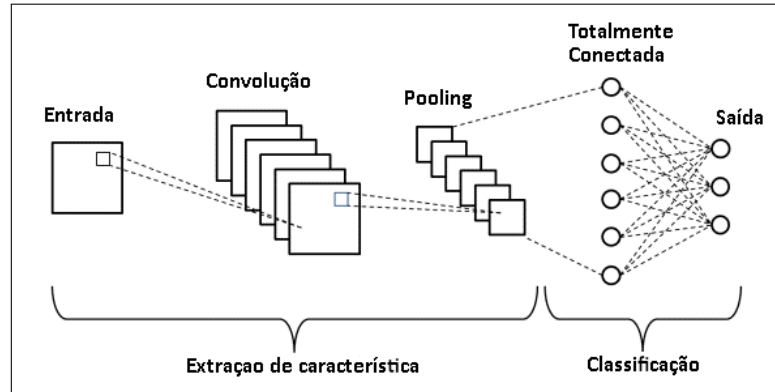 Totalmente
Conectada
Convolução
Pooling
Entrada
Saída
Extraçao de característica
Classificação